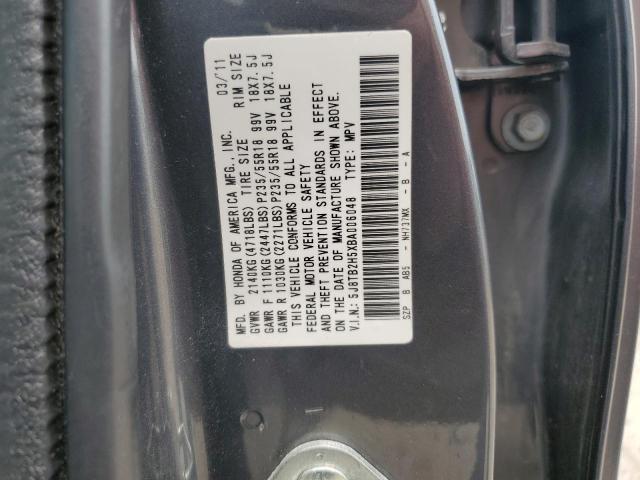 MFD. BY HONDA OF AMERICA MFG., INC. 03/11
GVWR 2140KG(4718LBS) TIRE SIZE RIM SIZE
GAWR F 1110KG(2447LBS)P235/55R18 99V 18X7.5J
GAWR R 1030KG(2271LBS)P235/55R18 99V 18X7.5J
THIS VEHICLE CONFORMS TO ALL APPLICABLE
FEDERAL MOTOR VEHICLE SAFETY
AND THEFT PREVENTION STANDARDS IN EFFECT
ON THE DATE OF MANUFACTURE SHOWN ABOVE.
V.I.N.: 5J8TB2H5XBA006048 TYPE: MPV
SZP B AB5 - NH737MX - B - A